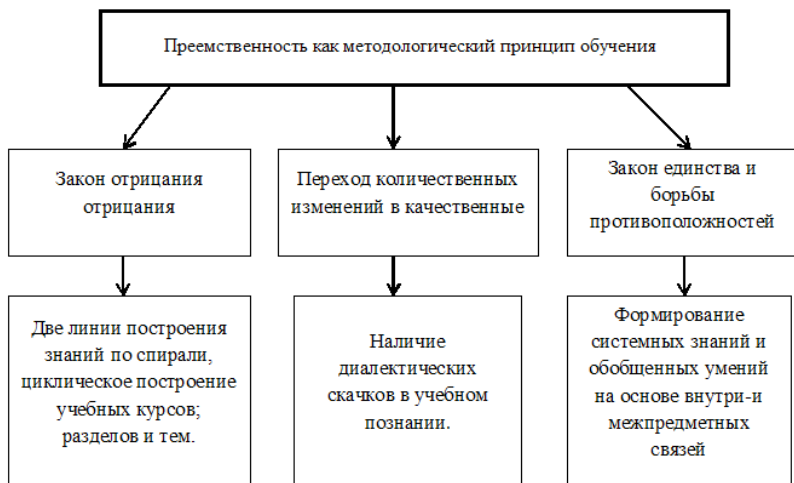 Преемственность как методологический принцип обучения
Закон отрицания
отрицания
Переход количественных
изменений в качественные
Закон единства и
борьбы
противоположностей
Две линии построения
знаний по спирали,
циклическое построение
учебных курсов;
разделов и тем.
Наличие
диалектических
скачков в учебном
познании.
Формирование
системных знаний и
обобщенных умений
на основе внутри-и
межпредметных
связей